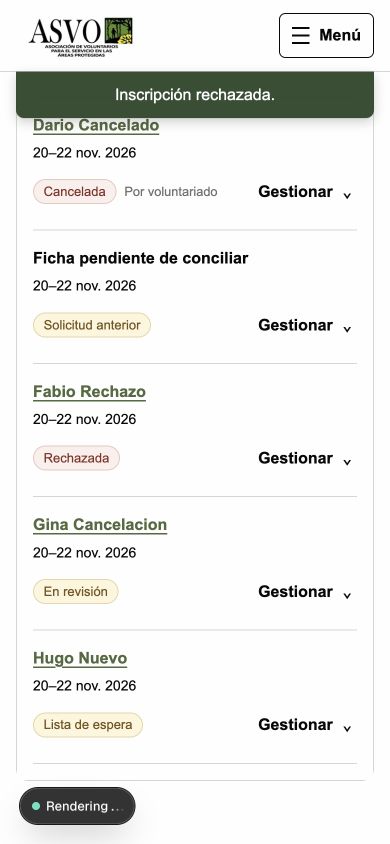 ASVO
ASOCIACIÓN DE VOLUNTARIOS
PARA EL SERVICIO EN LAS
ÁREAS PROTEGIDAS
Menú
Inscripción rechazada.
Dario Cancelado
20–22 nov. 2026
Cancelada Por voluntariado Gestionar
Ficha pendiente de conciliar
20–22 nov. 2026
Solicitud anterior Gestionar
Fabio Rechazo
20–22 nov. 2026
Rechazada Gestionar
Gina Cancelacion
20–22 nov. 2026
En revisión Gestionar
Hugo Nuevo
20–22 nov. 2026
Lista de espera Gestionar
Rendering ...